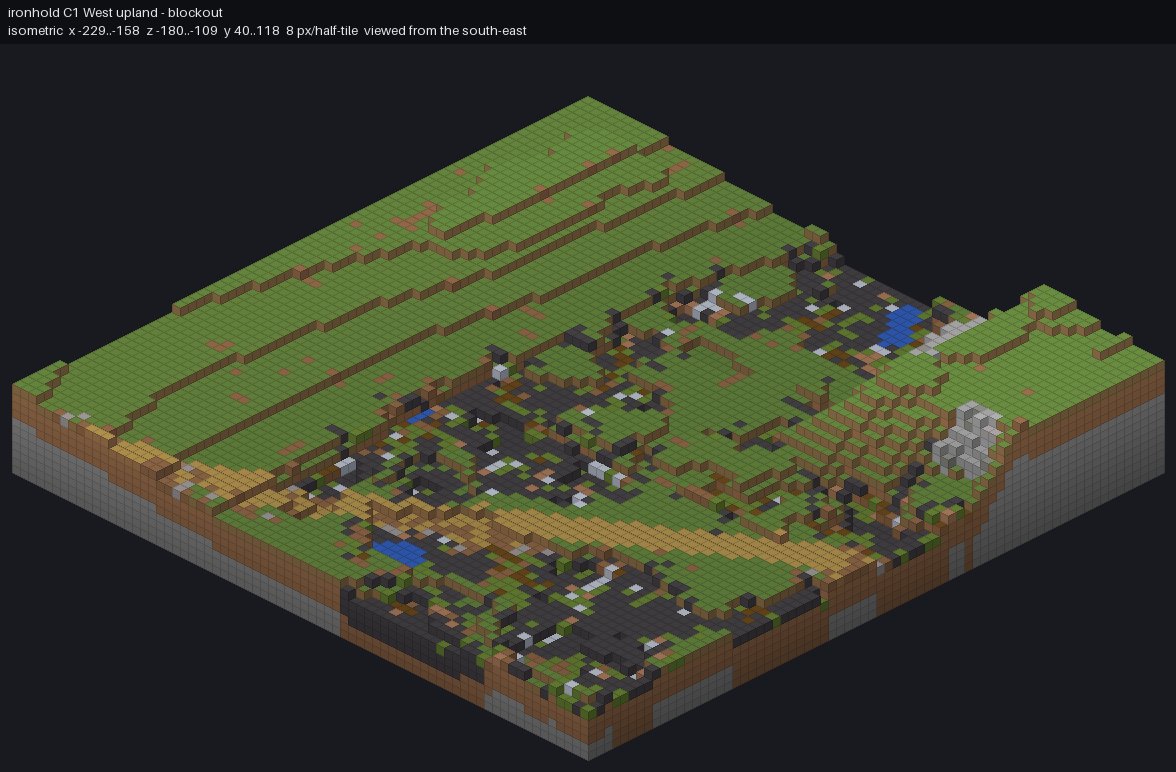 ironhold C1 West upland - blockout
isometric x -229..-158 z -180..-109 y 40..118 8 px/half-tile viewed from the south-east